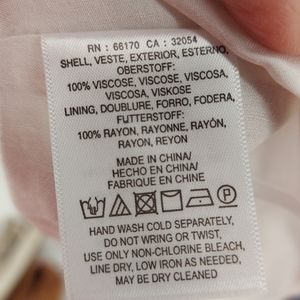 RN : 66170 CA : 32054
SHELL, VESTE, EXTERIOR, ESTERNO,
OBERSTOFF:
100% VISCOSE, VISCOSE, VISCOSA,
VISCOSA, VISKOSE
LINING, DOUBLURE, FORRO, FODERA,
FUTTERSTOFF:
100% RAYON, RAYONNE, RAYÓN,
RAYON, REYON
MADE IN CHINA/
HECHO EN CHINA/
FABRIQUE EN CHINE
P
HAND WASH COLD SEPARATELY,
DO NOT WRING OR TWIST,
USE ONLY NON-CHLORINE BLEACH,
LINE DRY, LOW IRON AS NEEDED,
MAY BE DRY CLEANED